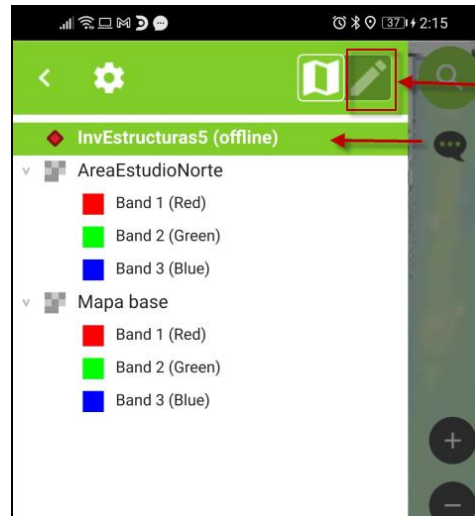 37 2:15
InvEstructuras5 (offline)
AreaEstudioNorte
Band 1 (Red)
Band 2 (Green)
Band 3 (Blue)
Mapa base
Band 1 (Red)
Band 2 (Green)
Band 3 (Blue)